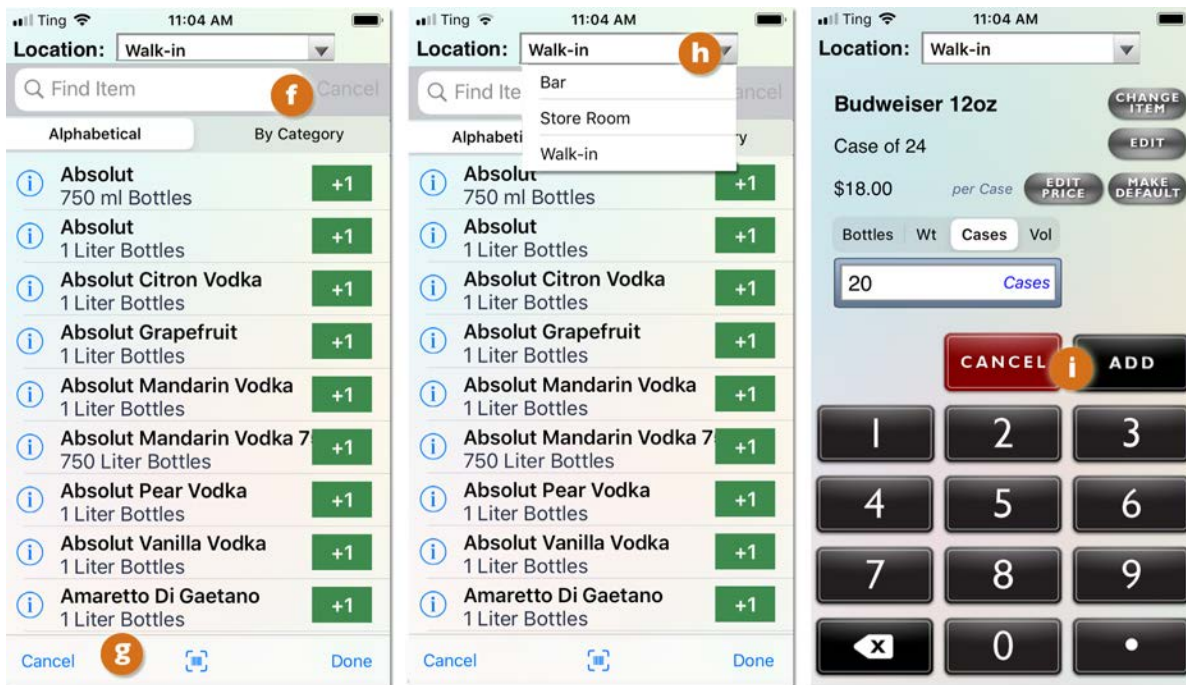 Ting 11:04 AM
Location: Walk-in
Find Item f Cancel
Alphabetical By Category
i Absolut +1
750 ml Bottles
i Absolut +1
1 Liter Bottles
i Absolut Citron Vodka +1
1 Liter Bottles
i Absolut Grapefruit +1
1 Liter Bottles
i Absolut Mandarin Vodka +1
1 Liter Bottles
i Absolut Mandarin Vodka 7 +1
750 Liter Bottles
i Absolut Pear Vodka +1
1 Liter Bottles
i Absolut Vanilla Vodka +1
1 Liter Bottles
i Amaretto Di Gaetano +1
1 Liter Bottles
Cancel g Done
Ting 11:04 AM
Location: Walk-in h
Find Ite ancel
Bar
Store Room
Walk-in
Alphabeti y
i Absolut +1
750 ml Bottles
i Absolut +1
1 Liter Bottles
i Absolut Citron Vodka +1
1 Liter Bottles
i Absolut Grapefruit +1
1 Liter Bottles
i Absolut Mandarin Vodka +1
1 Liter Bottles
i Absolut Mandarin Vodka 7 +1
750 Liter Bottles
i Absolut Pear Vodka +1
1 Liter Bottles
i Absolut Vanilla Vodka +1
1 Liter Bottles
i Amaretto Di Gaetano +1
1 Liter Bottles
Cancel Done
Ting 11:04 AM
Location: Walk-in
Budweiser 12oz CHANGE ITEM
Case of 24 EDIT
$18.00 per Case EDIT PRICE MAKE DEFAULT
Bottles Wt Cases Vol
20 Cases
CANCEL i ADD
1 2 3
4 5 6
7 8 9
x 0 .